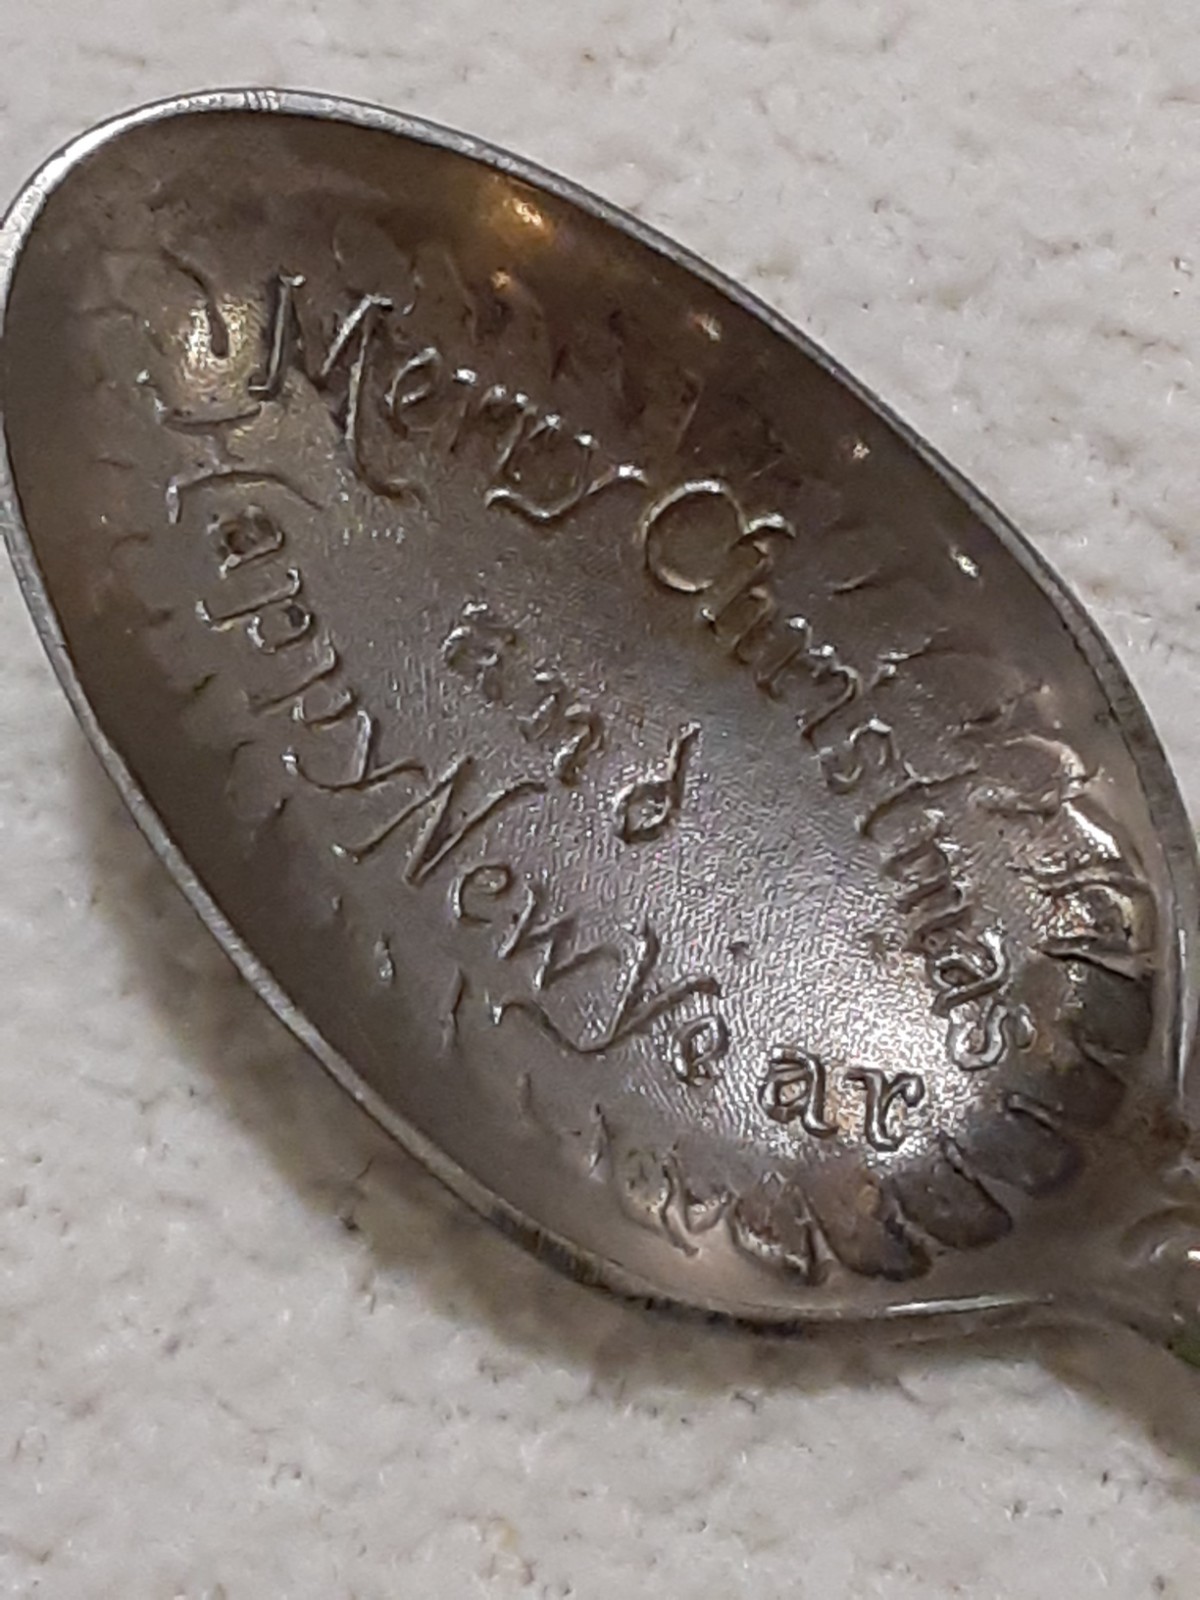 Merry Christmas
and
Happy New Year